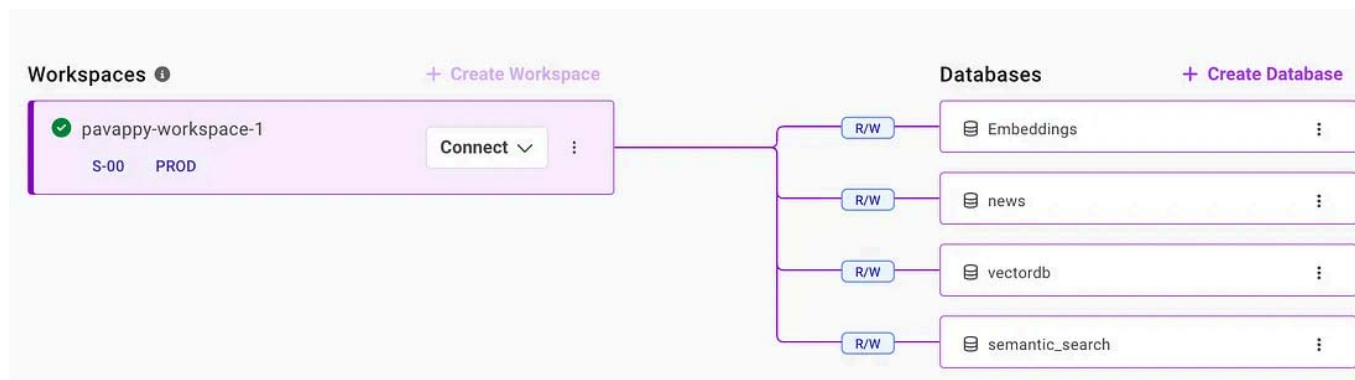 Workspaces
+ Create Workspace
pavappy-workspace-1
S-00 PROD
Connect
Databases
+ Create Database
R/W
Embeddings
R/W
news
R/W
vectordb
R/W
semantic_search